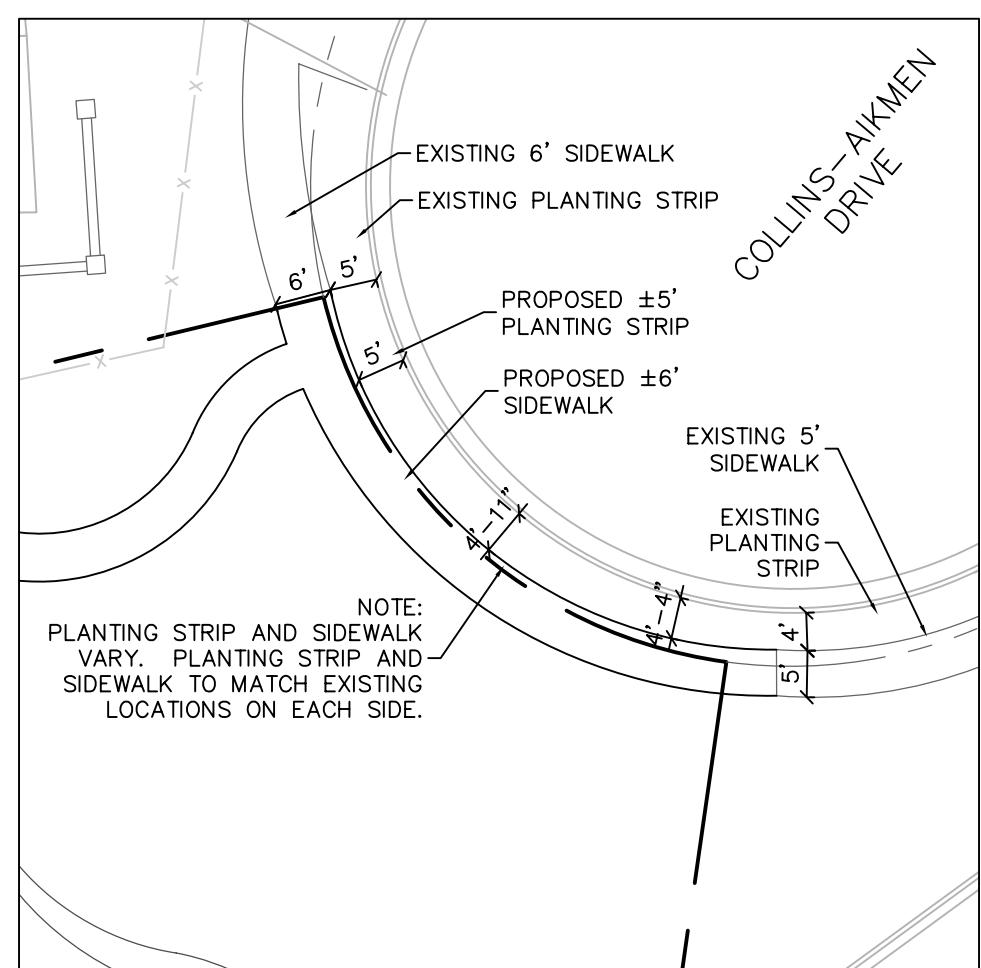 COLLINS-AIKMEN
DRIVE
EXISTING 6' SIDEWALK
EXISTING PLANTING STRIP
6'
5'
PROPOSED ±5'
PLANTING STRIP
5'
PROPOSED ±6'
SIDEWALK
EXISTING 5'
SIDEWALK
4'-11"
EXISTING
PLANTING
STRIP
4'-4"
4'
5'
NOTE:
PLANTING STRIP AND SIDEWALK
VARY. PLANTING STRIP AND
SIDEWALK TO MATCH EXISTING
LOCATIONS ON EACH SIDE.
X
X
X
X